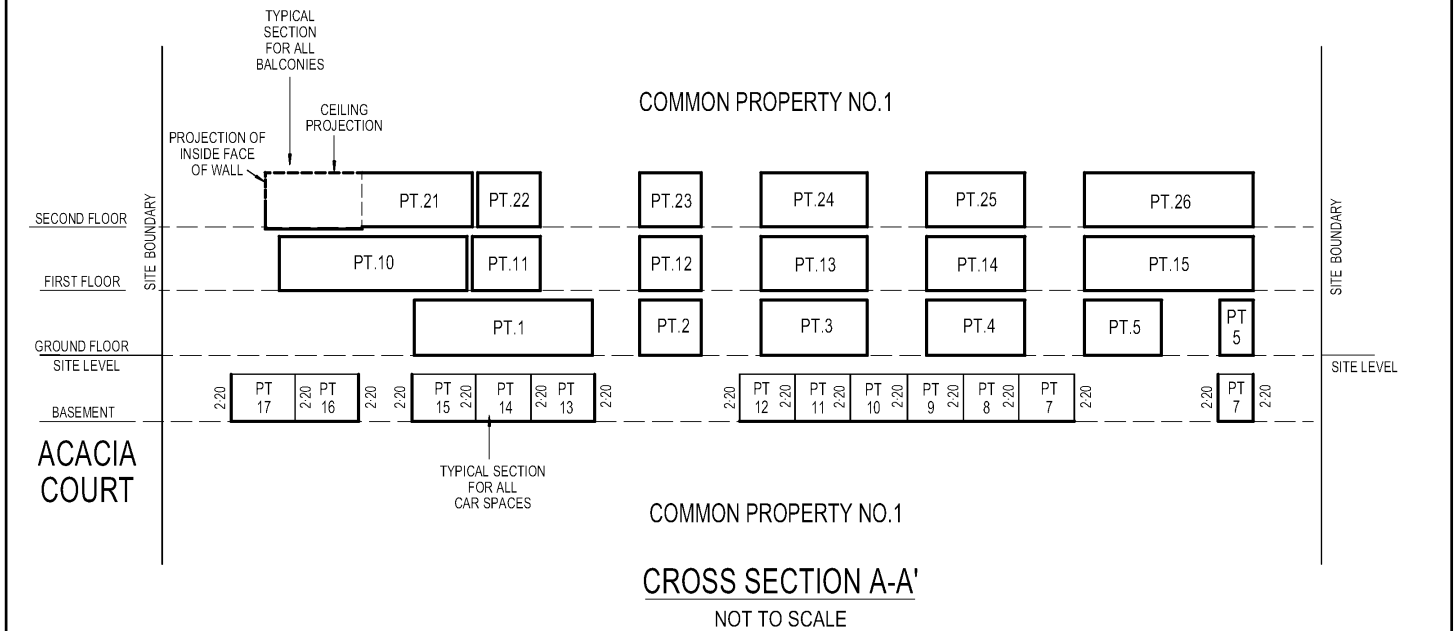 TYPICAL
SECTION
FOR ALL
BALCONIES
CEILING
PROJECTION
PROJECTION OF
INSIDE FACE
OF WALL
COMMON PROPERTY NO.1
SITE BOUNDARY
SITE BOUNDARY
SECOND FLOOR
PT.21
PT.22
PT.23
PT.24
PT.25
PT.26
FIRST FLOOR
PT.10
PT.11
PT.12
PT.13
PT.14
PT.15
GROUND FLOOR
PT.1
PT.2
PT.3
PT.4
PT.5
PT
5
SITE LEVEL
SITE LEVEL
BASEMENT
2·20
PT
17
2·20
PT
16
2·20
2·20
PT
15
2·20
PT
14
2·20
PT
13
2·20
2·20
PT
12
2·20
PT
11
2·20
PT
10
2·20
PT
9
2·20
PT
8
2·20
PT
7
2·20
2·20
PT
7
2·20
ACACIA
COURT
TYPICAL SECTION
FOR ALL
CAR SPACES
COMMON PROPERTY NO.1
CROSS SECTION A-A'
NOT TO SCALE